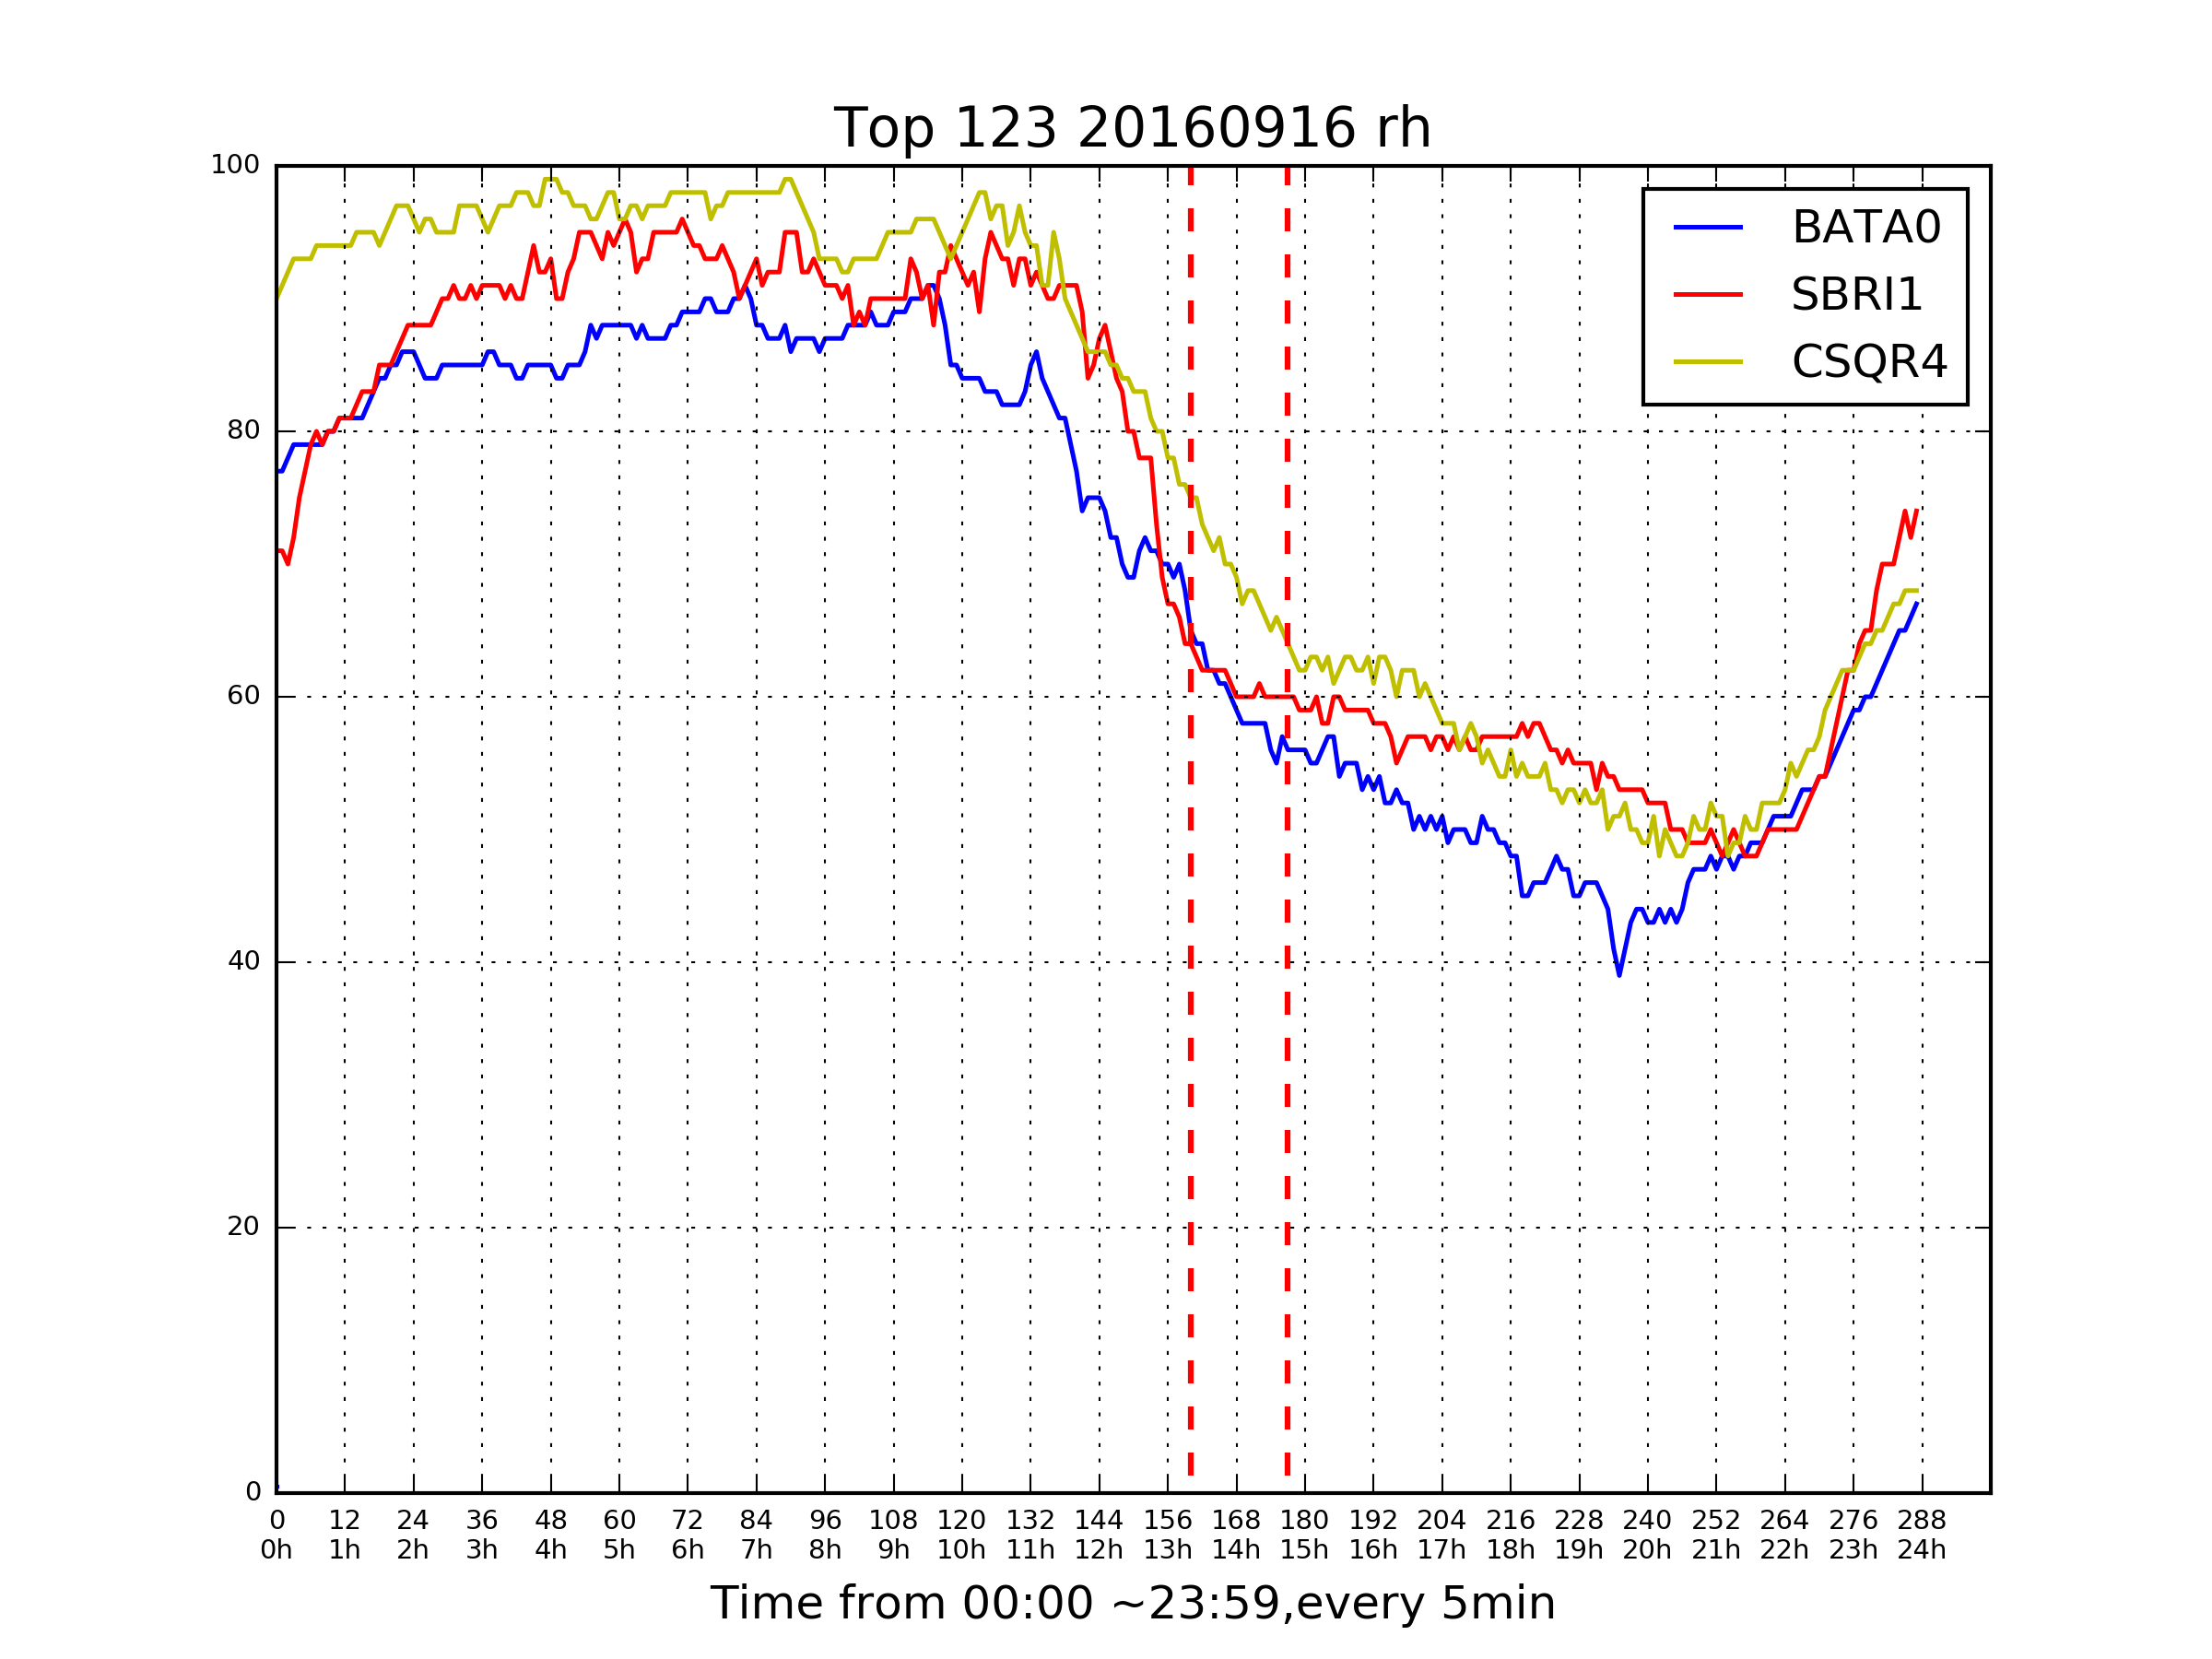 Top 123 20160916 rh
100
80
60
40
20
0
BATA0
SBRI1
CSQR4
0 12 24 36 48 60 72 84 96 108 120 132 144 156 168 180 192 204 216 228 240 252 264 276 288
0h 1h 2h 3h 4h 5h 6h 7h 8h 9h 10h 11h 12h 13h 14h 15h 16h 17h 18h 19h 20h 21h 22h 23h 24h
Time from 00:00 ~23:59,every 5min